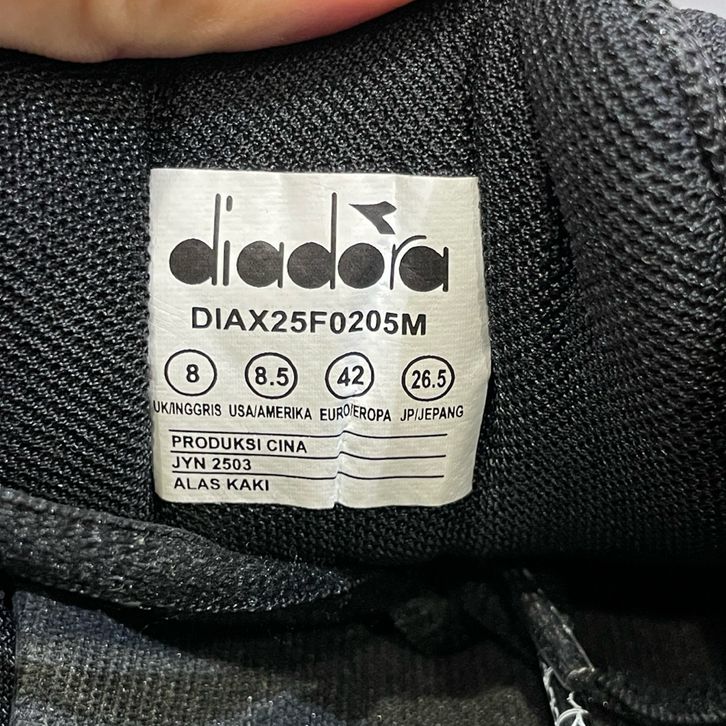 diadora
DIAX25F0205M
8 8.5 42 26.5
UK/INGGRIS USA/AMERIKA EURO/EROPA JP/JEPANG
PRODUKSI CINA
JYN 2503
ALAS KAKI